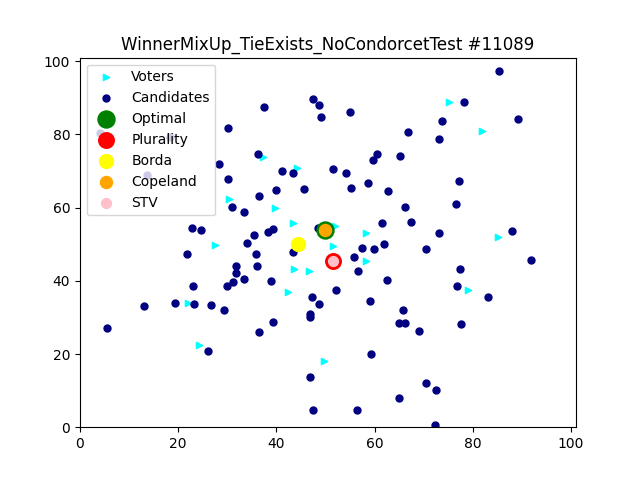 WinnerMixUp_TieExists_NoCondorcetTest #11089
Voters
Candidates
Optimal
Plurality
Borda
Copeland
STV
100
80
60
40
20
0
0 20 40 60 80 100